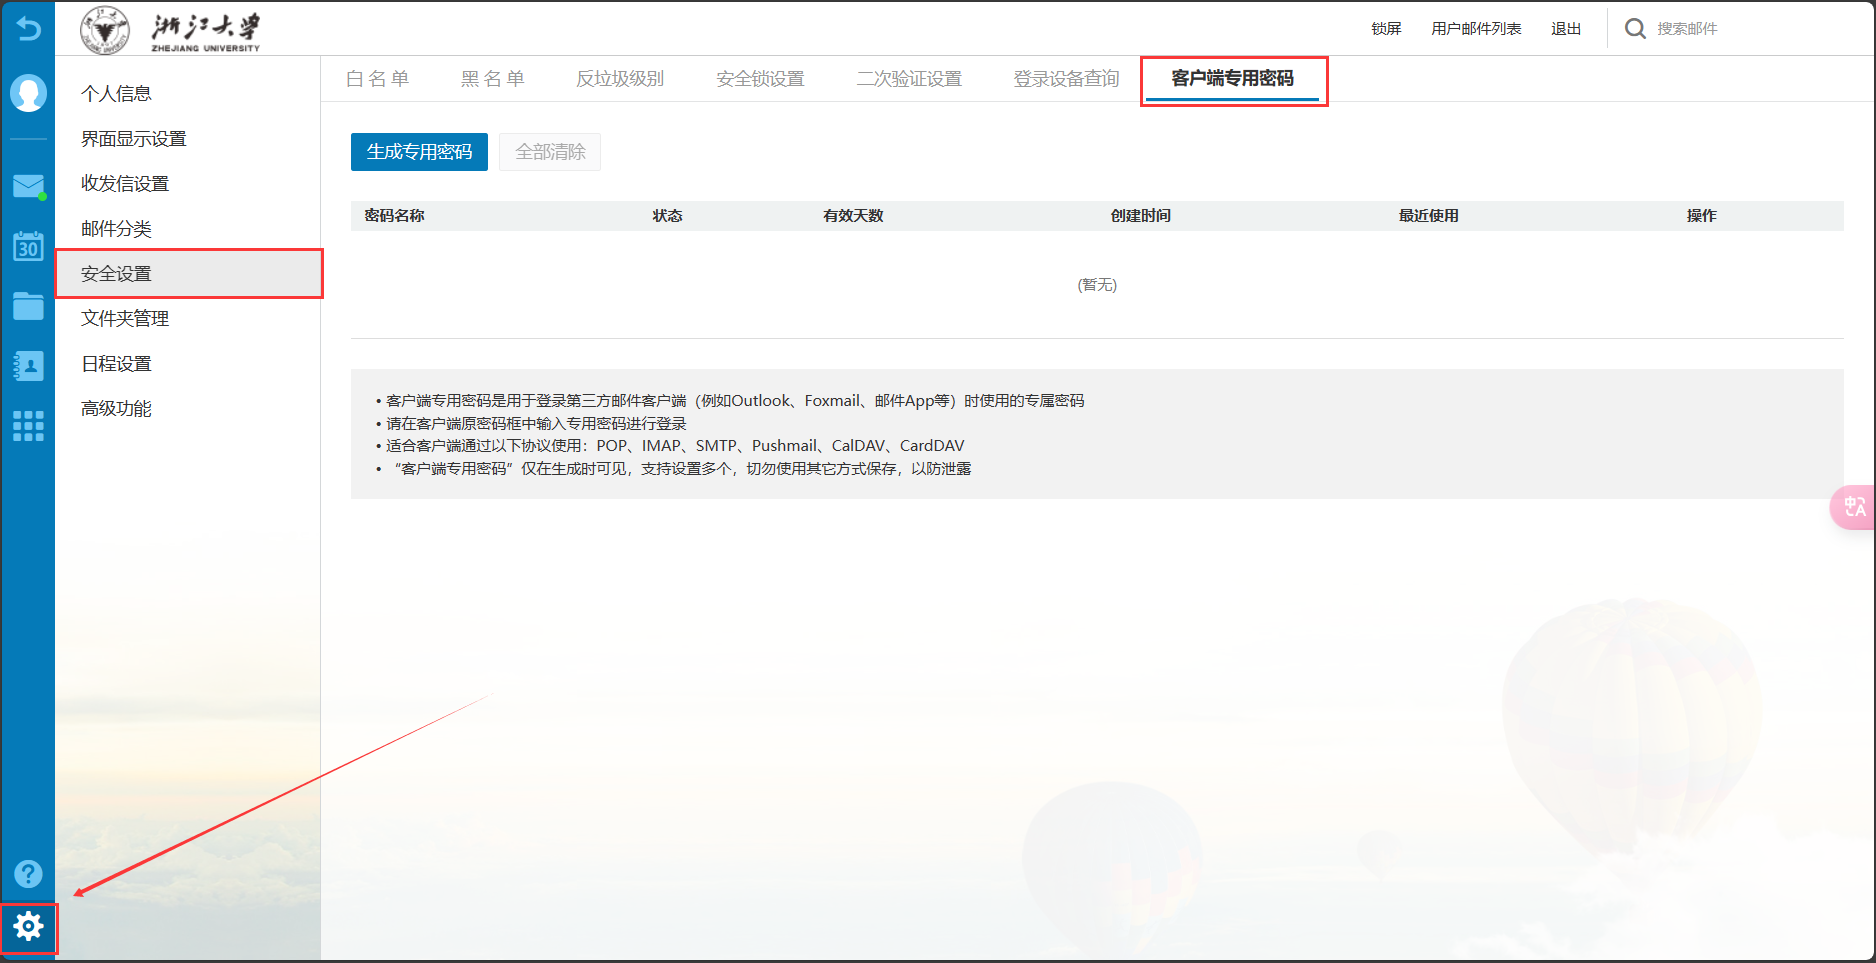 浙江大学
ZHEJIANG UNIVERSITY
锁屏
用户邮件列表
退出
搜索邮件
个人信息
界面显示设置
收发信设置
邮件分类
安全设置
文件夹管理
日程设置
高级功能
30
白 名 单
黑 名 单
反垃圾级别
安全锁设置
二次验证设置
登录设备查询
客户端专用密码
生成专用密码
全部清除
密码名称 状态 有效天数 创建时间 最近使用 操作
(暂无)
• 客户端专用密码是用于登录第三方邮件客户端（例如Outlook、Foxmail、邮件App等）时使用的专属密码
• 请在客户端原密码框中输入专用密码进行登录
• 适合客户端通过以下协议使用：POP、IMAP、SMTP、Pushmail、CalDAV、CardDAV
• “客户端专用密码”仅在生成时可见，支持设置多个，切勿使用其它方式保存，以防泄露
中A
?